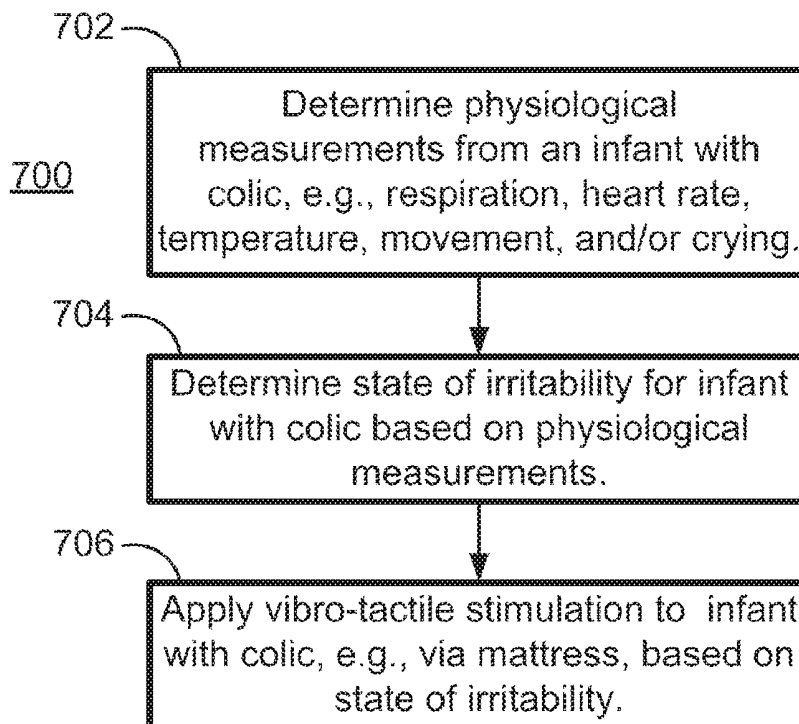 702
Determine physiological
measurements from an infant with
700
colic, e.g., respiration, heart rate,
temperature, movement, and/or crying.
704
Determine state of irritability for infant
with colic based on physiological
measurements.
706
Apply vibro-tactile stimulation to infant
with colic, e.g., via mattress, based on
state of irritability.